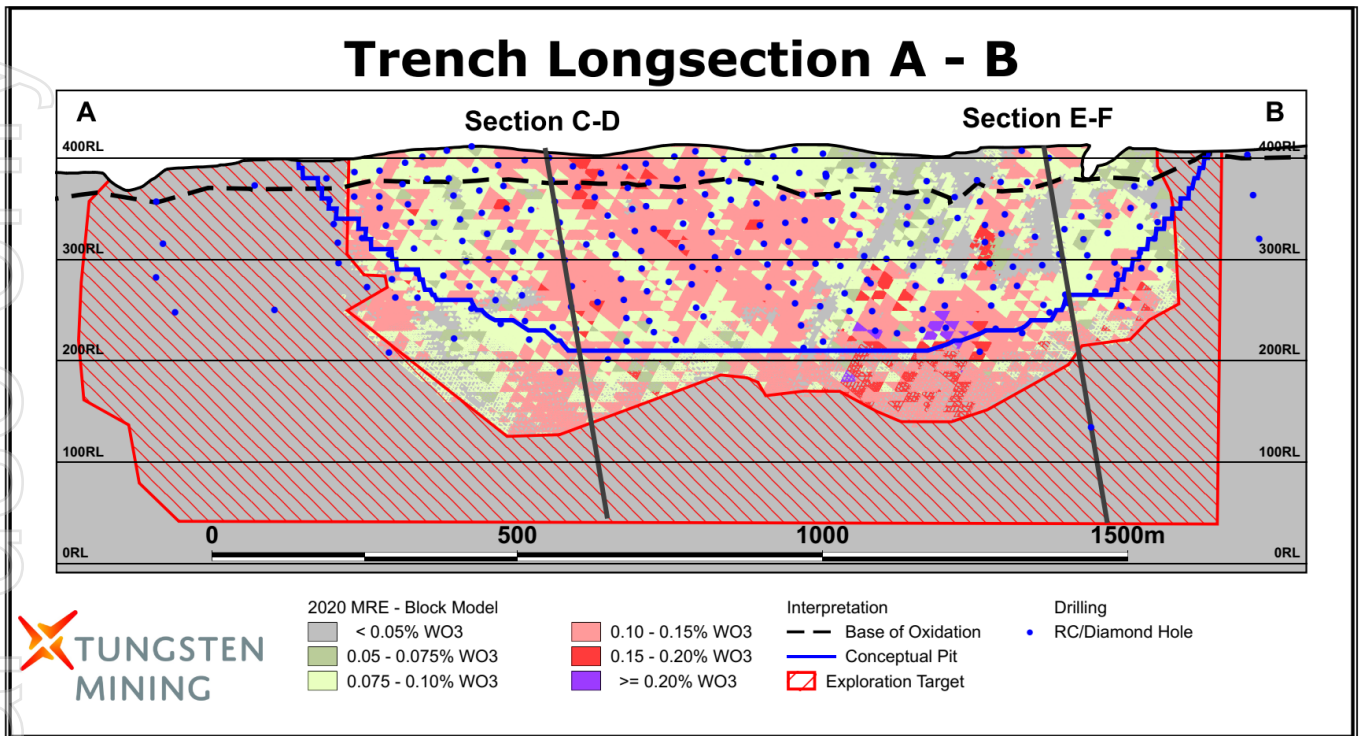 Trench Longsection A - B
A
Section C-D
Section E-F
B
400RL
400RL
300RL
300RL
200RL
200RL
100RL
100RL
0
500
1000
1500m
0RL
0RL
2020 MRE - Block Model
Interpretation
Drilling
< 0.05% WO3
0.10 - 0.15% WO3
Base of Oxidation
RC/Diamond Hole
0.05 - 0.075% WO3
0.15 - 0.20% WO3
Conceptual Pit
0.075 - 0.10% WO3
>= 0.20% WO3
Exploration Target
TUNGSTEN
MINING